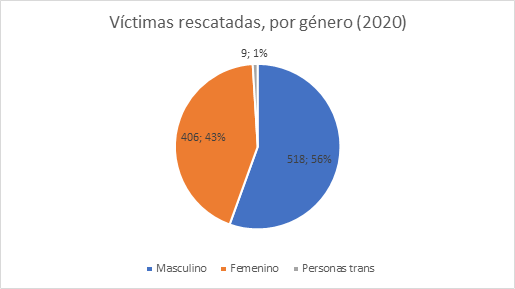 Víctimas rescatadas, por género (2020)
9; 1%
406; 43%
518; 56%
Masculino Femenino Personas trans